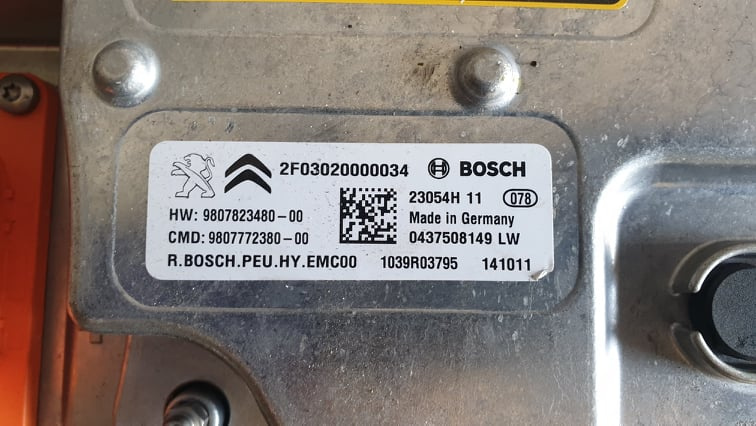 2F03020000034 BOSCH
23054H 11 078
HW: 9807823480-00 Made in Germany
CMD: 9807772380-00 0437508149 LW
R.BOSCH.PEU.HY.EMC00 1039R03795 141011